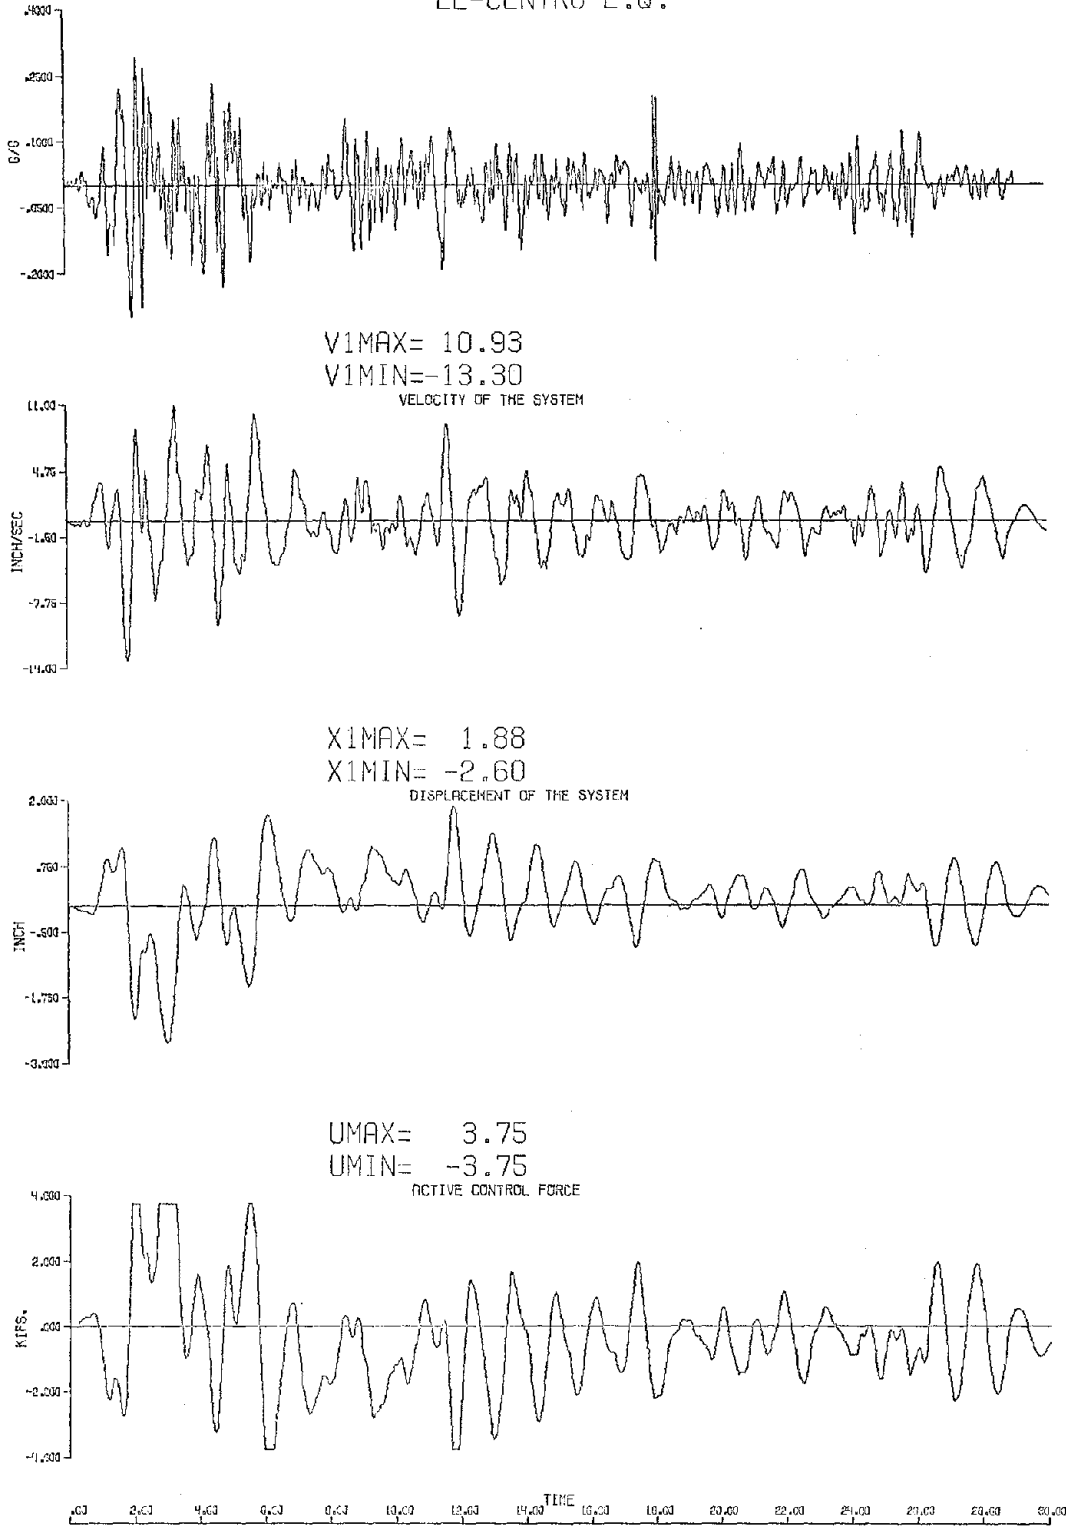 EL-CENTRO E.Q.
.4000
.2500
.1000
-.0500
-.2000
G/G
V1MAX= 10.93
V1MIN=-13.30
VELOCITY OF THE SYSTEM
11.00
4.75
-1.50
-7.75
-14.00
INCH/SEC
X1MAX= 1.88
X1MIN= -2.60
DISPLACEMENT OF THE SYSTEM
2.000
.750
-.500
-1.750
-3.000
INCH
UMAX= 3.75
UMIN= -3.75
ACTIVE CONTROL FORCE
4.000
2.000
.000
-2.000
-4.000
KIPS.
TIME
.00 2.00 4.00 6.00 8.00 10.00 12.00 14.00 16.00 18.00 20.00 22.00 24.00 26.00 28.00 30.00